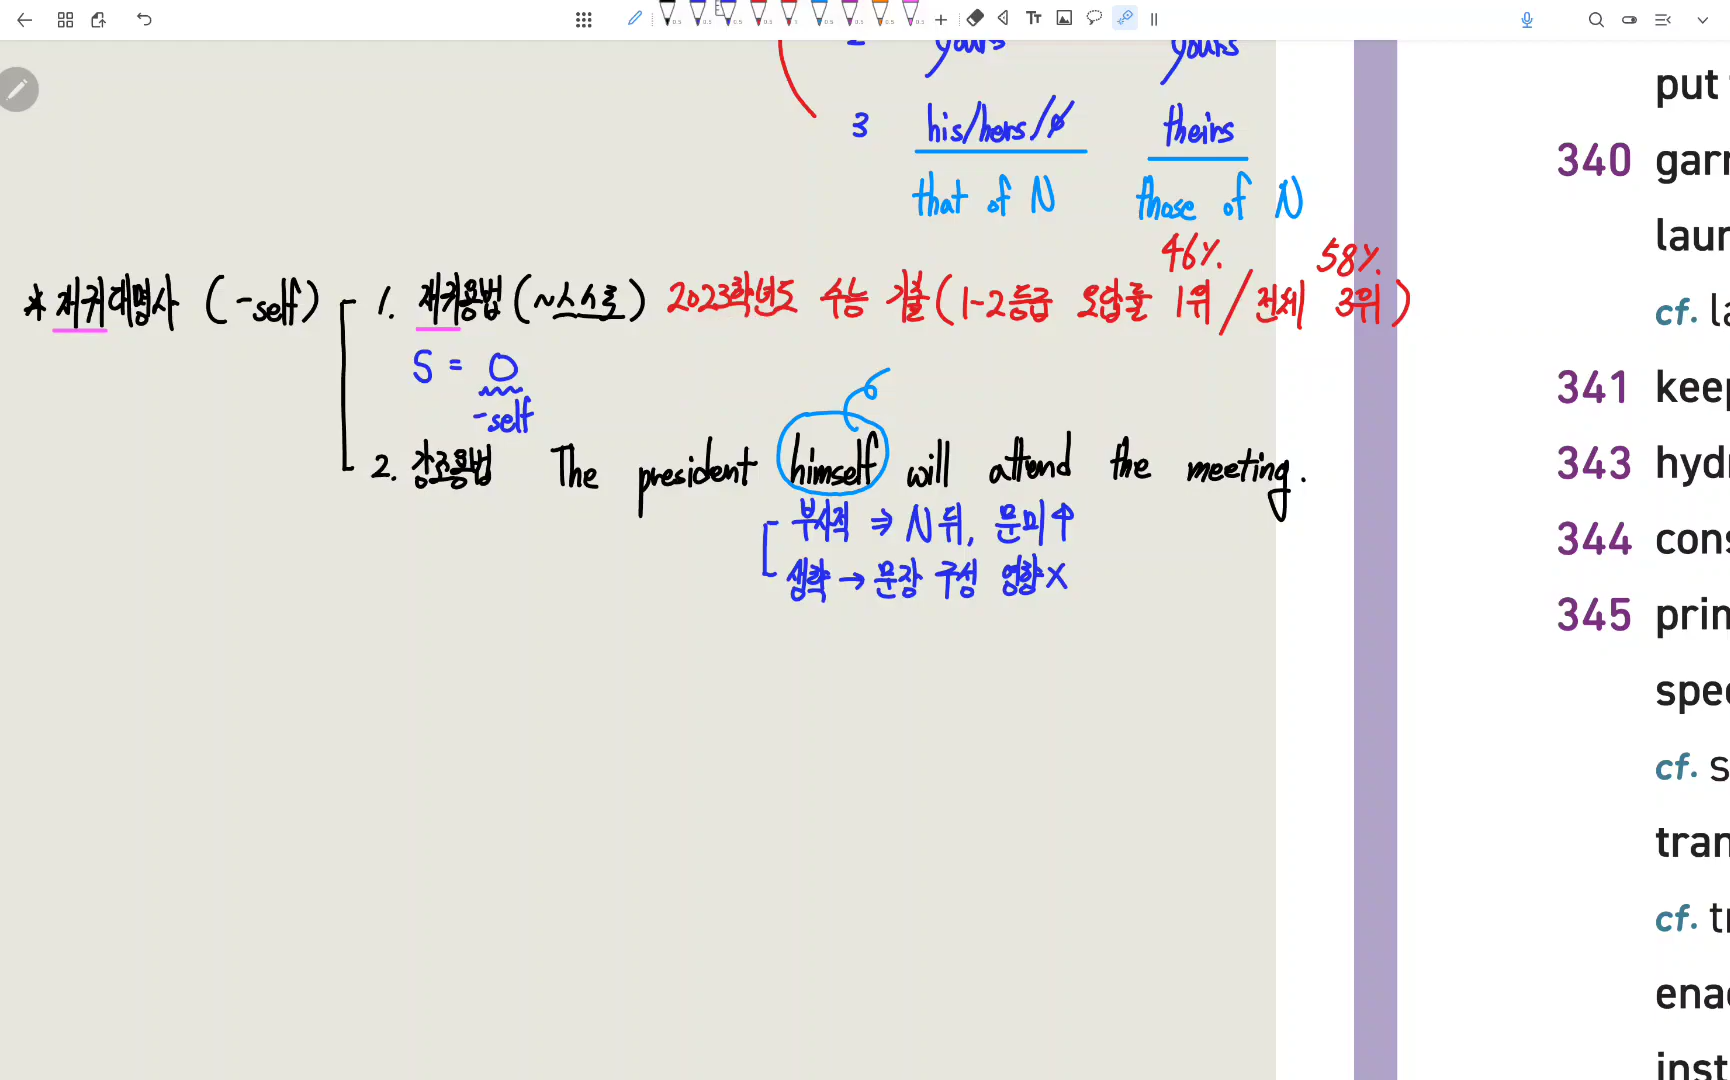 2 yours yours
3 his/hers/∅ theirs
that of N those of N
46% 58%
* 재귀대명사 (-self) 1. 재귀용법 (~스스로) 2023학년도 수능 기출 (1-2등급 오답률 1위 / 전체 3위)
S = O
-self
2. 강조용법 The president himself will attend the meeting.
부사적 ⇒ N뒤, 문미↑
생략 → 문장 구성 영향X
put
340 garn
laun
cf. la
341 keep
343 hydr
344 cons
345 prin
spec
cf. s
tran
cf. tr
enac
inst